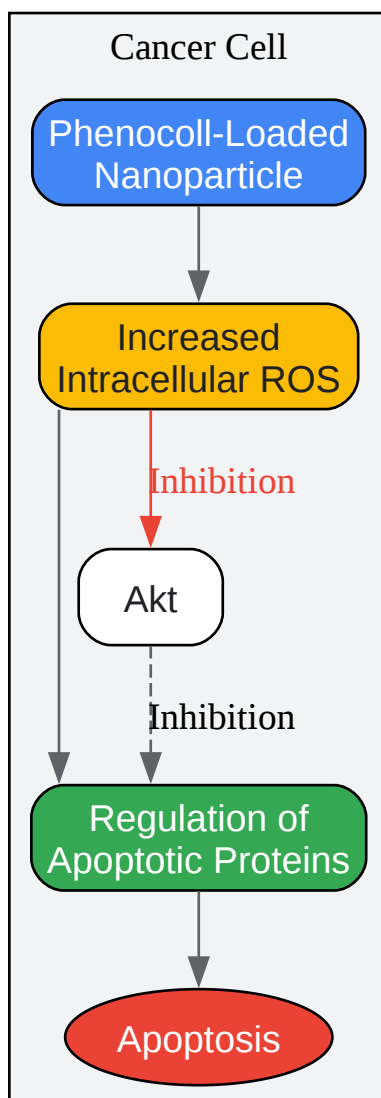 Cancer Cell
Phenocoll-Loaded
Nanoparticle
Increased
Intracellular ROS
Inhibition
Akt
Inhibition
Regulation of
Apoptotic Proteins
Apoptosis